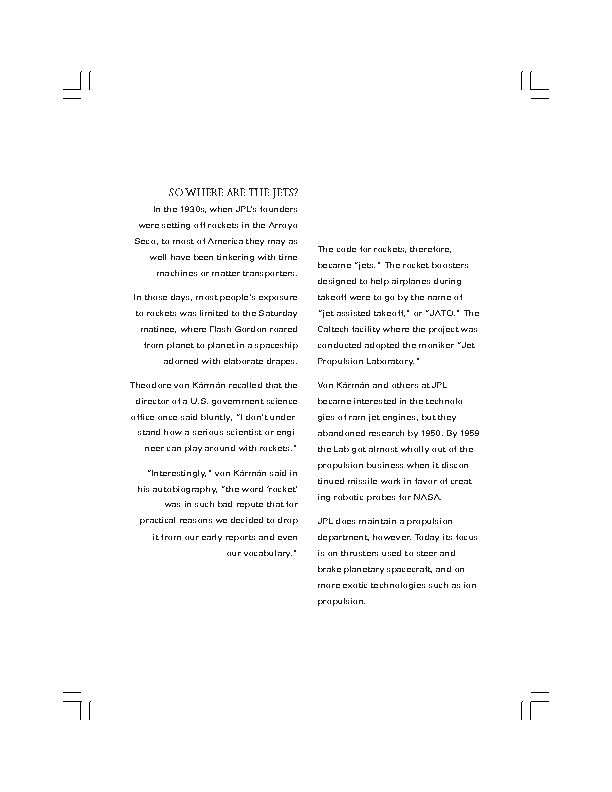 SO WHERE ARE THE JETS?
In the 1930s, when JPL's founders
were setting off rockets in the Arroyo
Seco, to most of America they may as
well have been tinkering with time
machines or matter transporters.
In those days, most people's exposure
to rockets was limited to the Saturday
matinee, where Flash Gordon roared
from planet to planet in a spaceship
adorned with elaborate drapes.
Theodore von Kármán recalled that the
director of a U.S. government science
office once said bluntly, "I don't under-
stand how a serious scientist or engi-
neer can play around with rockets."
"Interestingly," von Kármán said in
his autobiography, "the word 'rocket'
was in such bad repute that for
practical reasons we decided to drop
it from our early reports and even
our vocabulary."
The code for rockets, therefore,
became "jets." The rocket boosters
designed to help airplanes during
takeoff were to go by the name of
"jet assisted takeoff," or "JATO." The
Caltech facility where the project was
conducted adopted the moniker "Jet
Propulsion Laboratory."
Von Kármán and others at JPL
became interested in the technolo-
gies of ram jet engines, but they
abandoned research by 1950. By 1959
the Lab got almost wholly out of the
propulsion business when it discon-
tinued missile work in favor of creat-
ing robotic probes for NASA.
JPL does maintain a propulsion
department, however. Today its focus
is on thrusters used to steer and
brake planetary spacecraft, and on
more exotic technologies such as ion
propulsion.